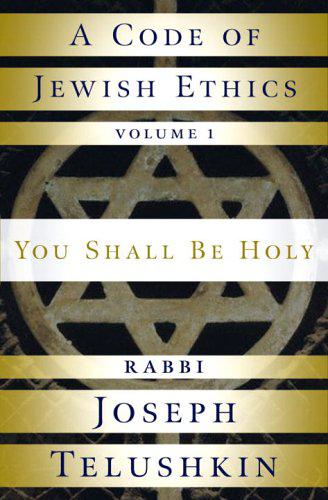 A Code of
Jewish Ethics
Volume 1
You Shall Be Holy
Rabbi
Joseph
Telushkin